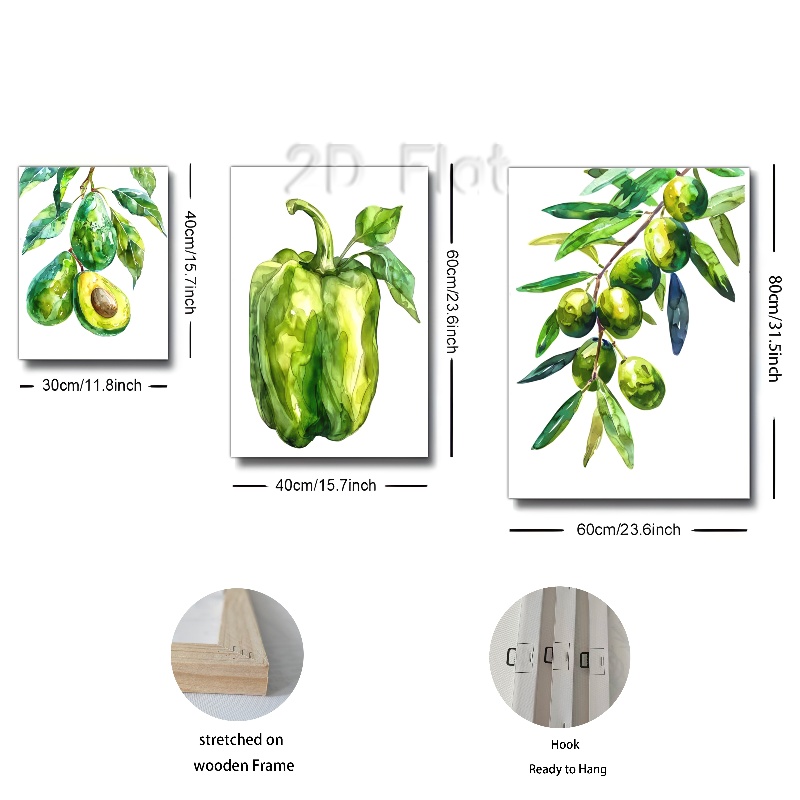 2D Flat
40cm/15.7inch
30cm/11.8inch
60cm/23.6inch
40cm/15.7inch
80cm/31.5inch
60cm/23.6inch
stretched on
wooden Frame
Hook
Ready to Hang